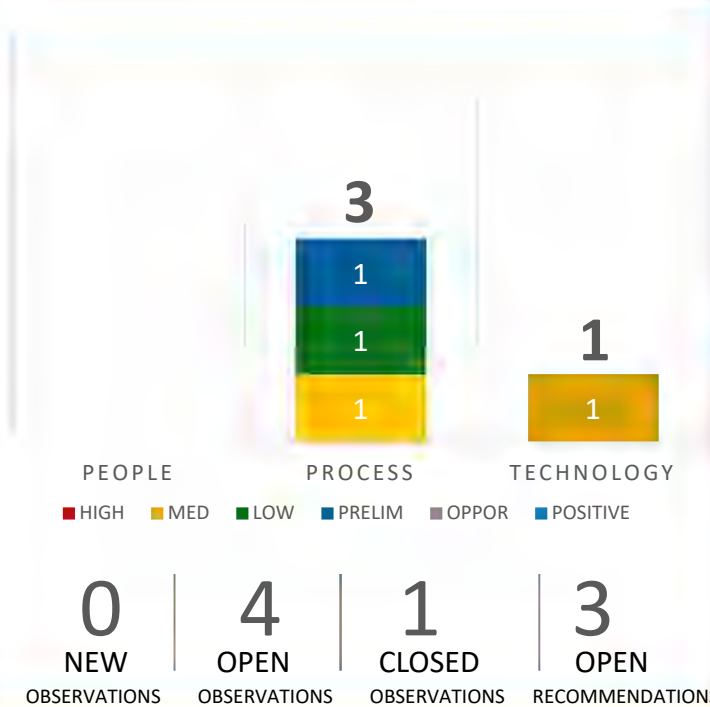 3
1
1
1
1
1
PEOPLE PROCESS TECHNOLOGY
HIGH MED LOW PRELIM OPPOR POSITIVE
0 4 1 3
NEW OPEN CLOSED OPEN
OBSERVATIONS OBSERVATIONS OBSERVATIONS RECOMMENDATION